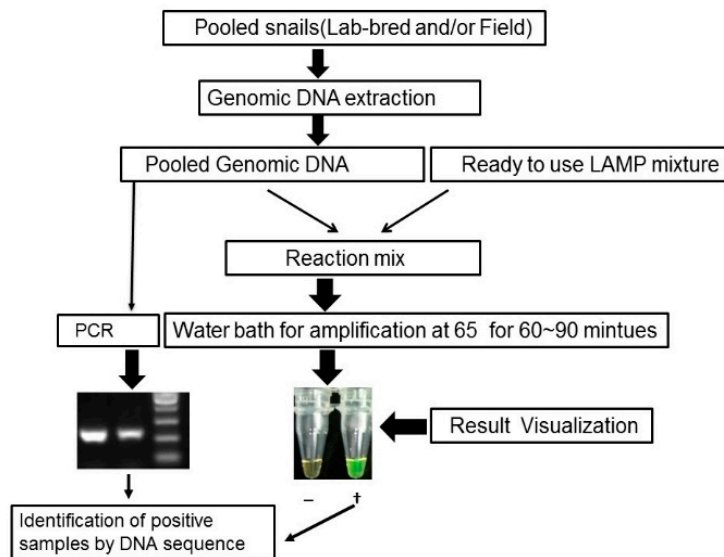 Pooled snails(Lab-bred and/or Field)
Genomic DNA extraction
Pooled Genomic DNA
Ready to use LAMP mixture
Reaction mix
PCR
Water bath for amplification at 65 for 60~90 mintues
Result Visualization
– †
Identification of positive
samples by DNA sequence